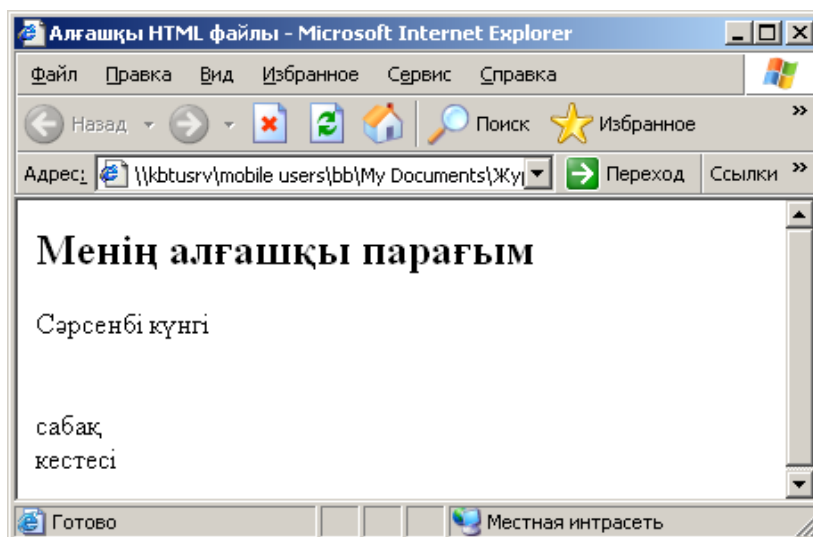 Алғашқы HTML файлы - Microsoft Internet Explorer
Файл Правка Вид Избранное Сервис Справка
Назад Поиск Избранное »
Адрес: \\kbtusrv\mobile users\bb\My Documents\Жұ Переход Ссылки »
Менің алғашқы парағым
Сәрсенбі күнгі
сабақ
кестесі
Готово Местная интрасеть